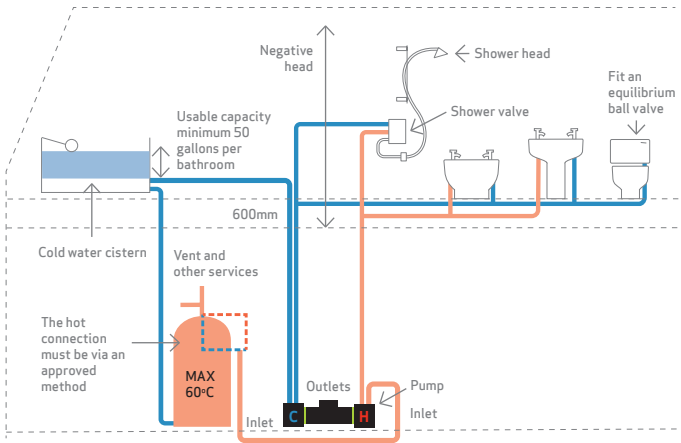 Negative
head
Shower head
Fit an
equilibrium
ball valve
Usable capacity
minimum 50
gallons per
bathroom
Shower valve
600mm
Cold water cistern
Vent and
other services
The hot
connection
must be via an
approved
method
MAX
60ºC
Outlets
Pump
Inlet
C
H
Inlet